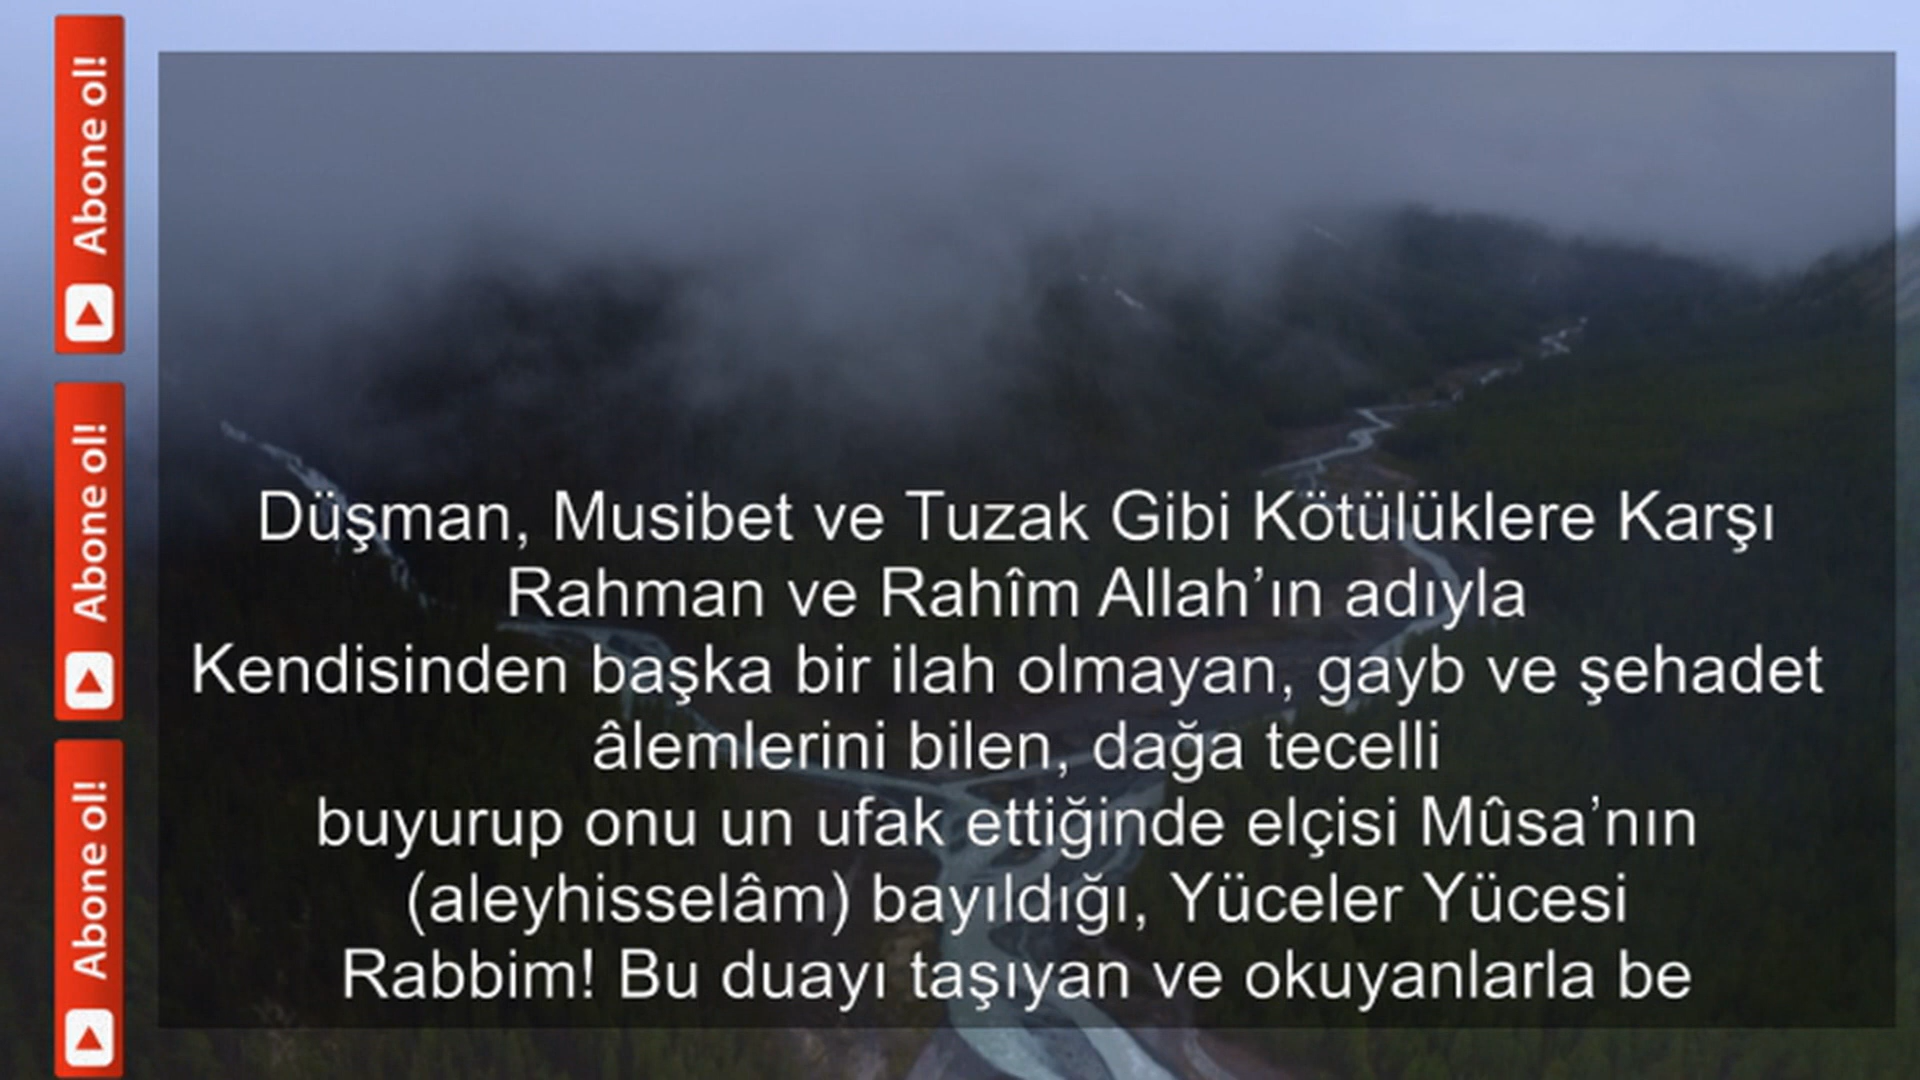 Abone ol!
Abone ol!
Abone ol!
Düşman, Musibet ve Tuzak Gibi Kötülüklere Karşı
Rahman ve Rahîm Allah’ın adıyla
Kendisinden başka bir ilah olmayan, gayb ve şehadet
âlemlerini bilen, dağa tecelli
buyurup onu un ufak ettiğinde elçisi Mûsa’nın
(aleyhisselâm) bayıldığı, Yüceler Yücesi
Rabbim! Bu duayı taşıyan ve okuyanlarla be